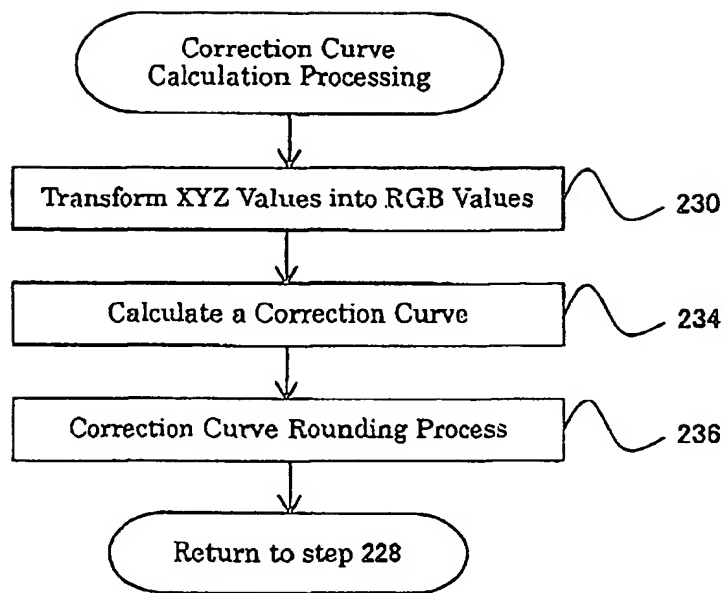 Correction Curve
Calculation Processing
Transform XYZ Values into RGB Values
230
Calculate a Correction Curve
234
Correction Curve Rounding Process
236
Return to step 228